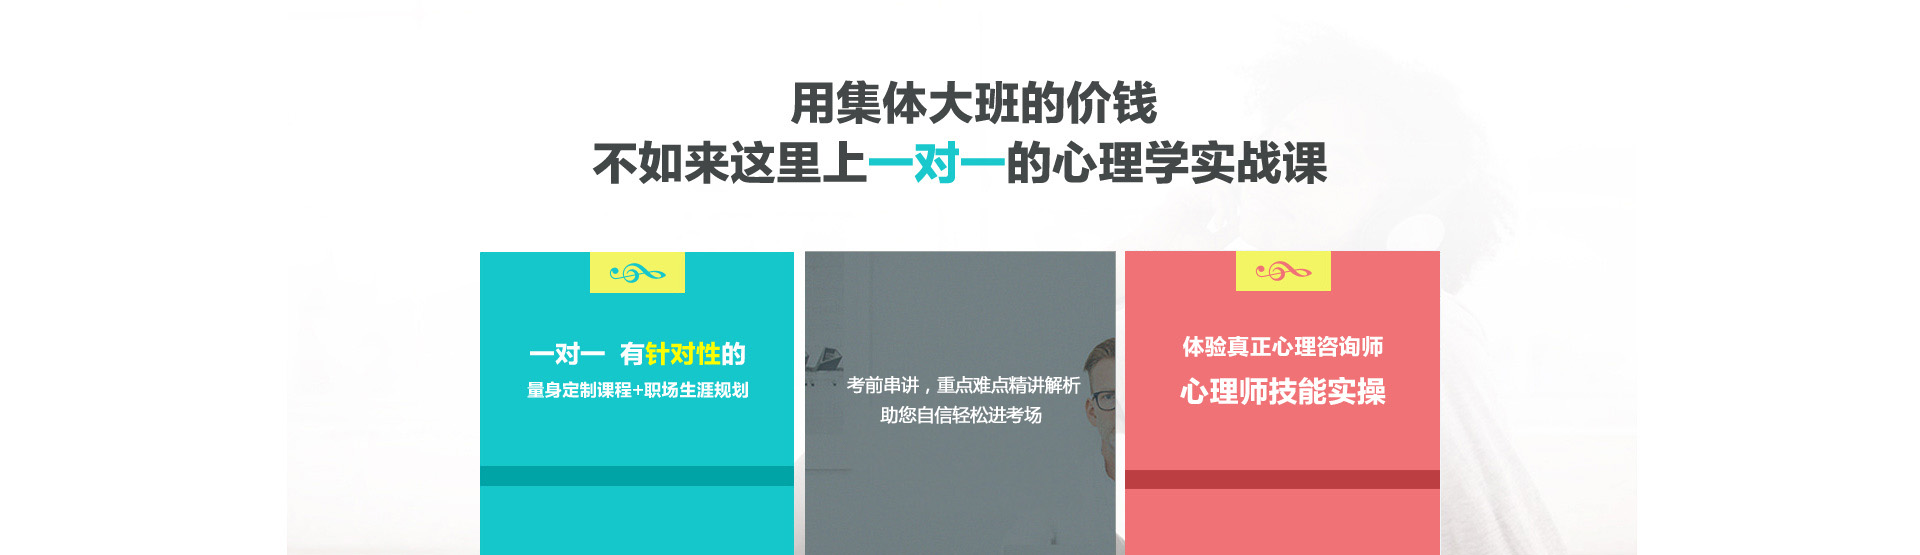 用集体大班的价钱
不如来这里上一对一的心理学实战课
一对一 有针对性的
量身定制课程+职场生涯规划
考前串讲，重点难点精讲解析
助您自信轻松进考场
体验真正心理咨询师
心理师技能实操